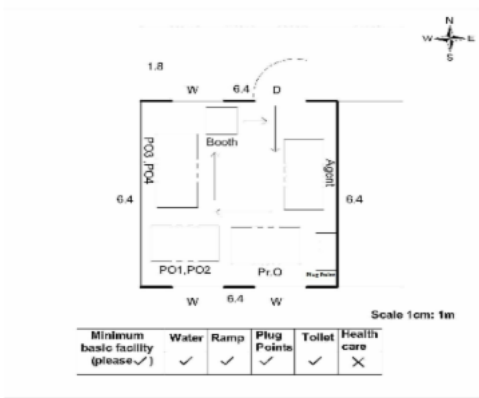 N
W E
S
1.8
W 6.4 D
Booth
PO3,PO4
Agent
6.4 6.4
PO1,PO2 Pr.O Plug Point
W 6.4 W
Scale 1cm: 1m
Minimum basic facility (please✓) Water Ramp Plug Points Toilet Health care
✓ ✓ ✓ ✓ ✗